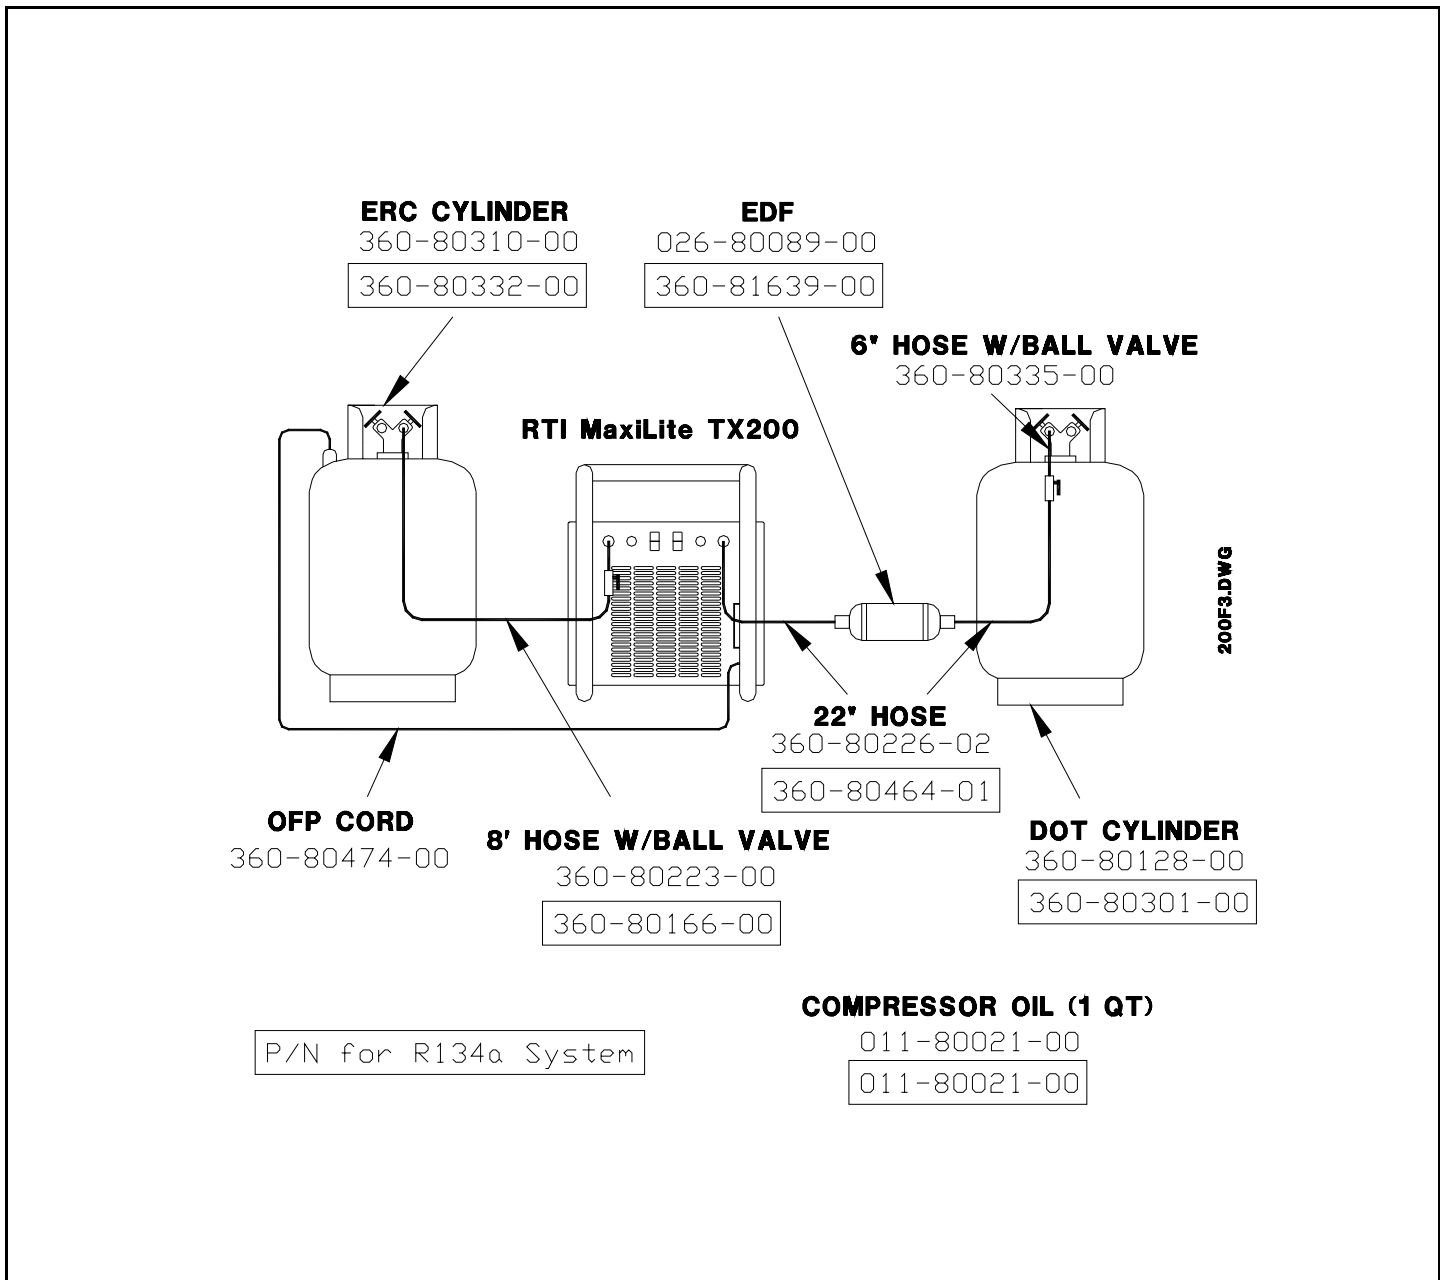 ERC CYLINDER
360-80310-00
360-80332-00
EDF
026-80089-00
360-81639-00
6" HOSE W/BALL VALVE
360-80335-00
RTI MaxiLite TX200
200F3.DWG
22" HOSE
360-80226-02
360-80464-01
OFP CORD
360-80474-00
8' HOSE W/BALL VALVE
360-80223-00
360-80166-00
DOT CYLINDER
360-80128-00
360-80301-00
COMPRESSOR OIL (1 QT)
011-80021-00
011-80021-00
P/N for R134a System